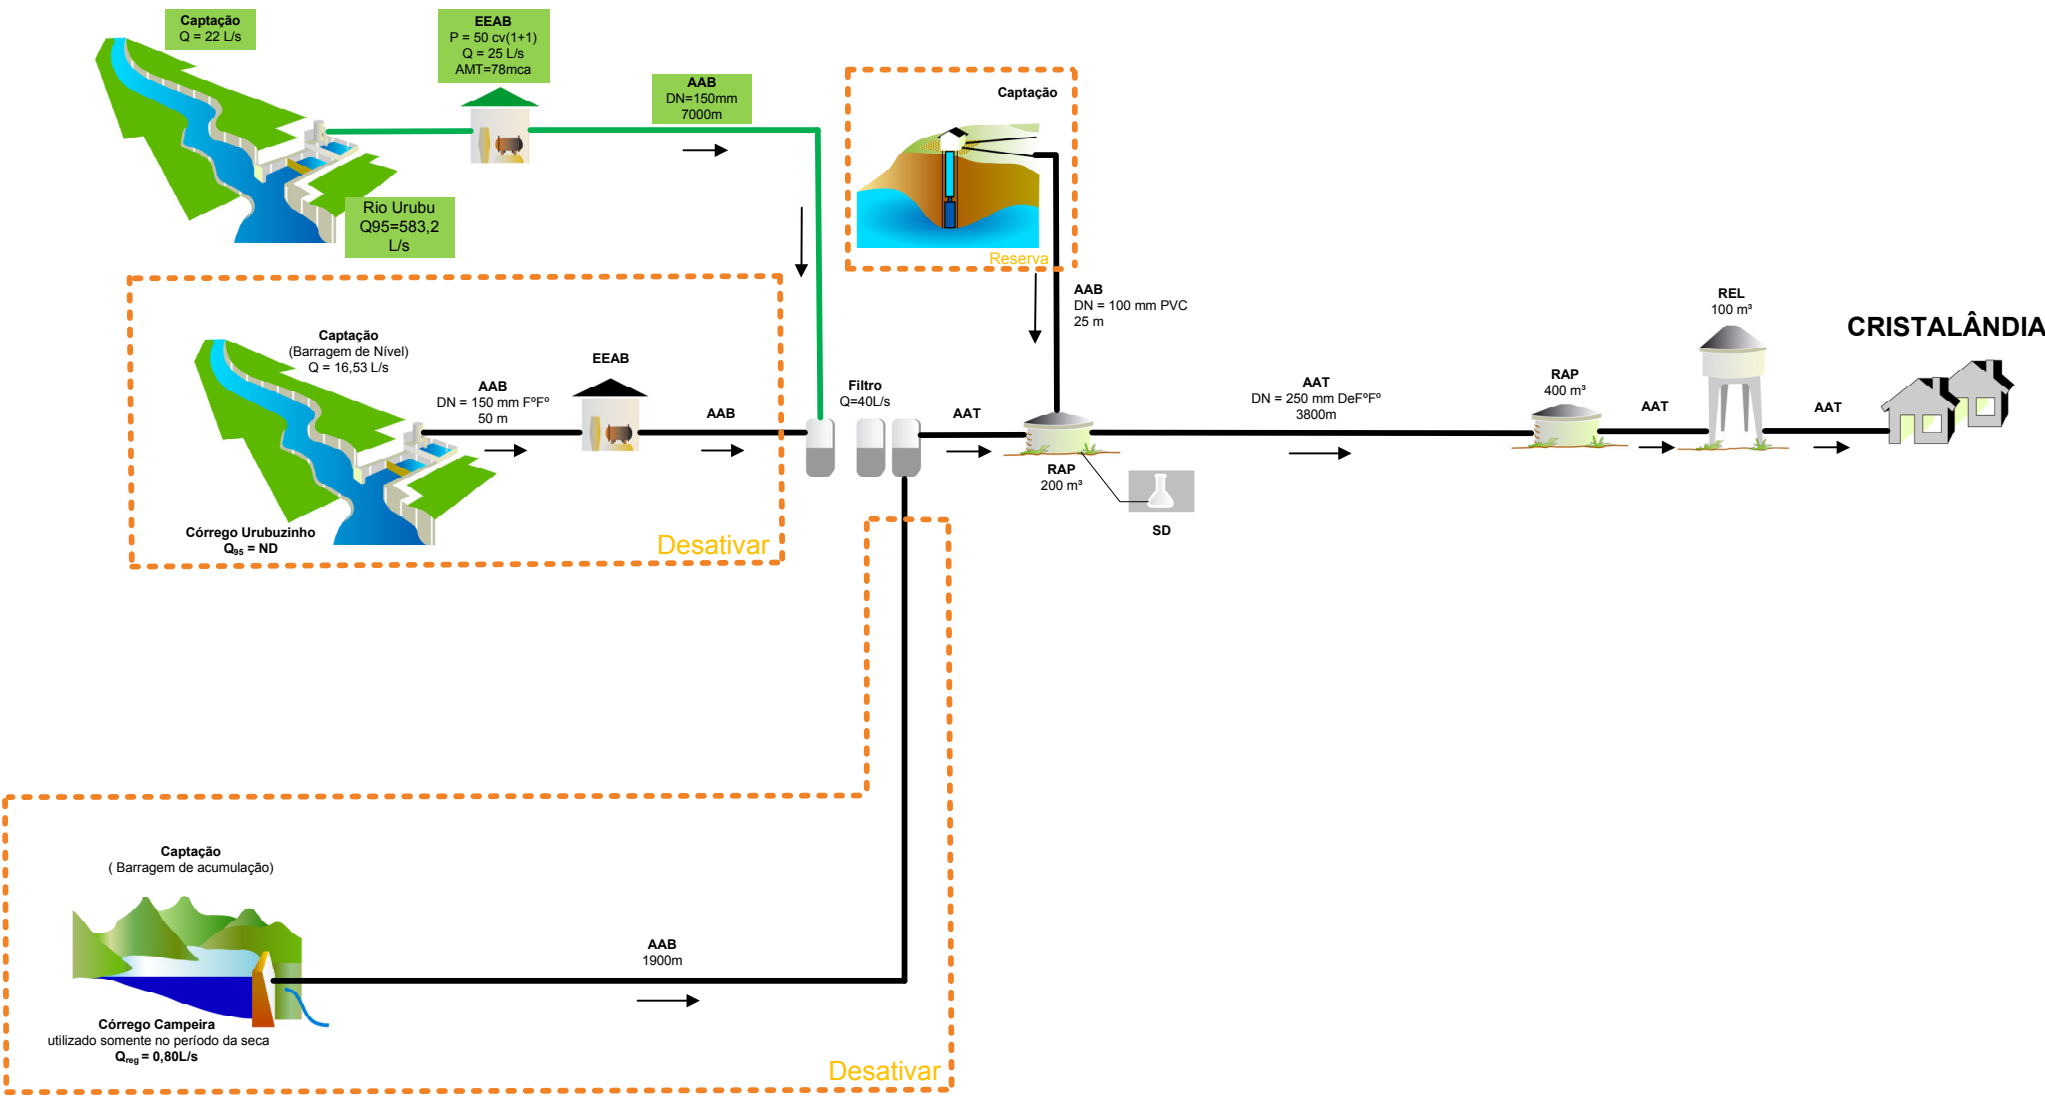 Captação
Q = 22 L/s
EEAB
P = 50 cv(1+1)
Q = 25 L/s
AMT=78mca
AAB
DN=150mm
7000m
Rio Urubu
Q95=583,2
L/s
Captação
Reserva
AAB
DN = 100 mm PVC
25 m
Captação
(Barragem de Nível)
Q = 16,53 L/s
AAB
DN = 150 mm FºFº
50 m
EEAB
AAB
Córrego Urubuzinho
Q95 = ND
Desativar
Filtro
Q=40L/s
AAT
RAP
200 m³
SD
AAT
DN = 250 mm DeFºFº
3800m
RAP
400 m³
AAT
REL
100 m³
AAT
CRISTALÂNDIA
Captação
( Barragem de acumulação)
AAB
1900m
Córrego Campeira
utilizado somente no período da seca
Qreg = 0,80L/s
Desativar